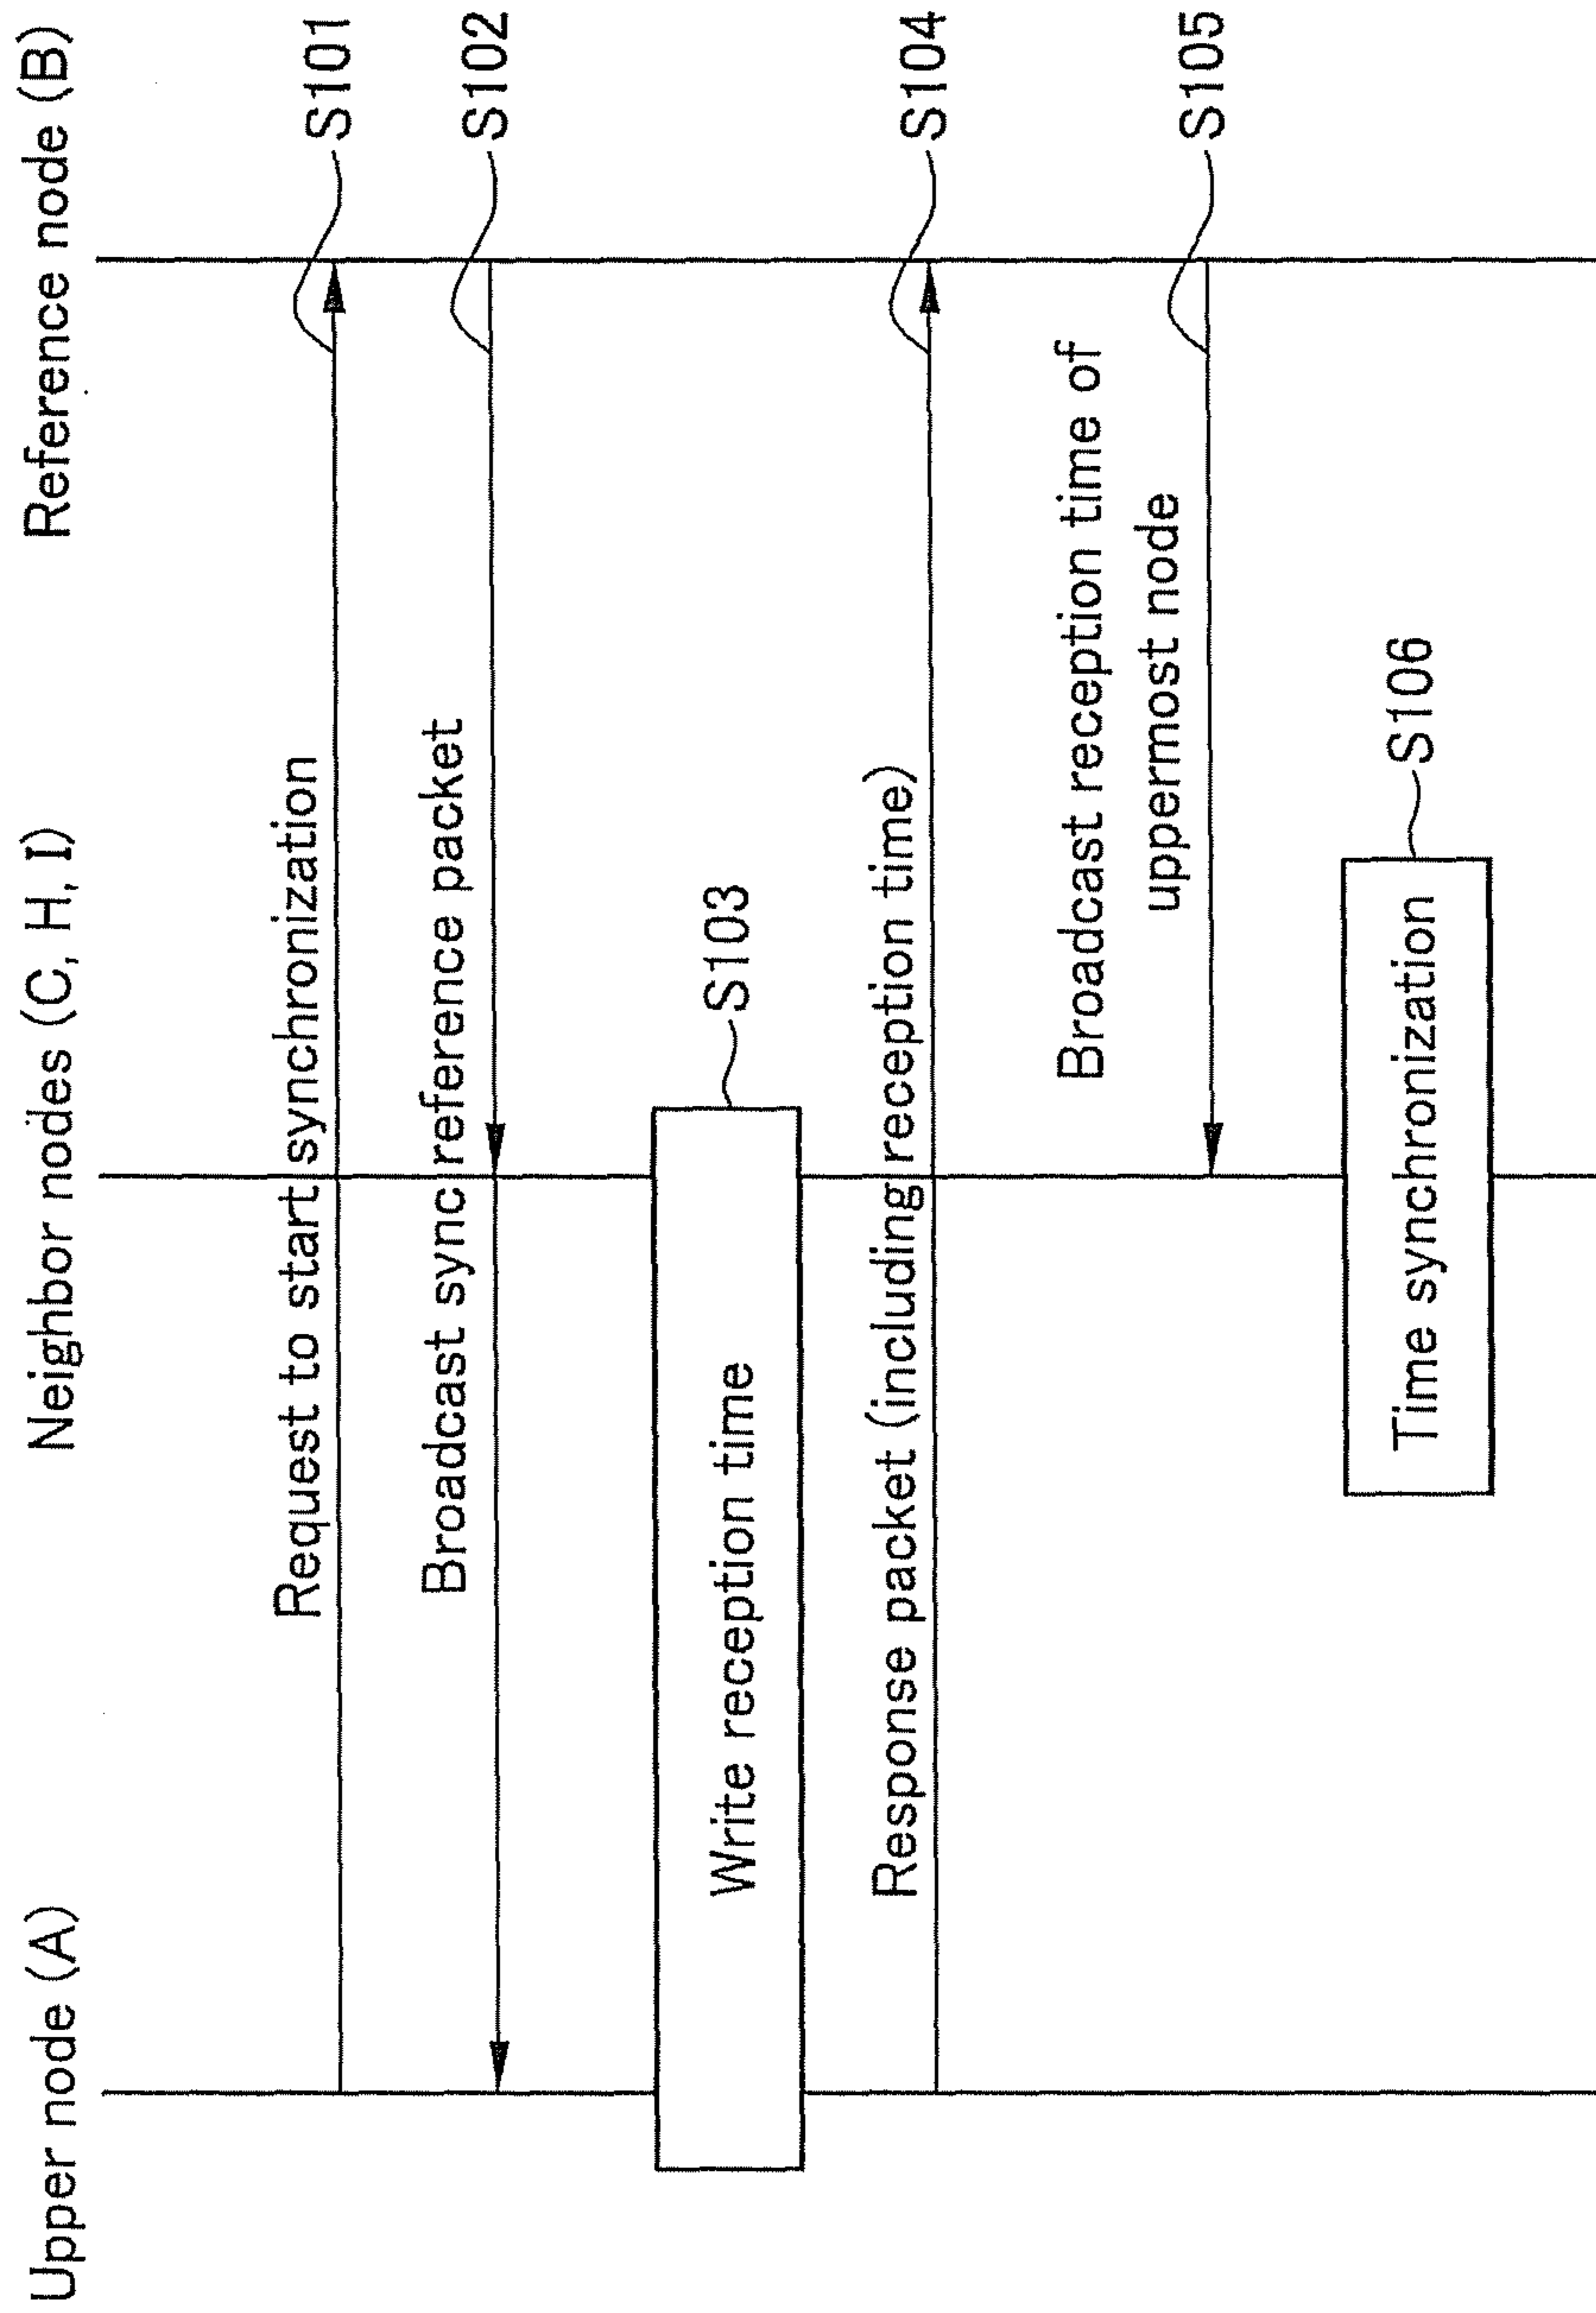 Upper node (A)
Neighbor nodes (C, H, I)
Reference node (B)
Request to start synchronization
S101
Broadcast sync reference packet
S102
Write reception time
S103
Response packet (including reception time)
S104
Broadcast reception time of
uppermost node
S105
Time synchronization
S106